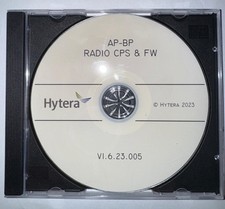 AP-BP
RADIO CPS & FW
Hytera
© HYTERA 2023
V1.6.23.005